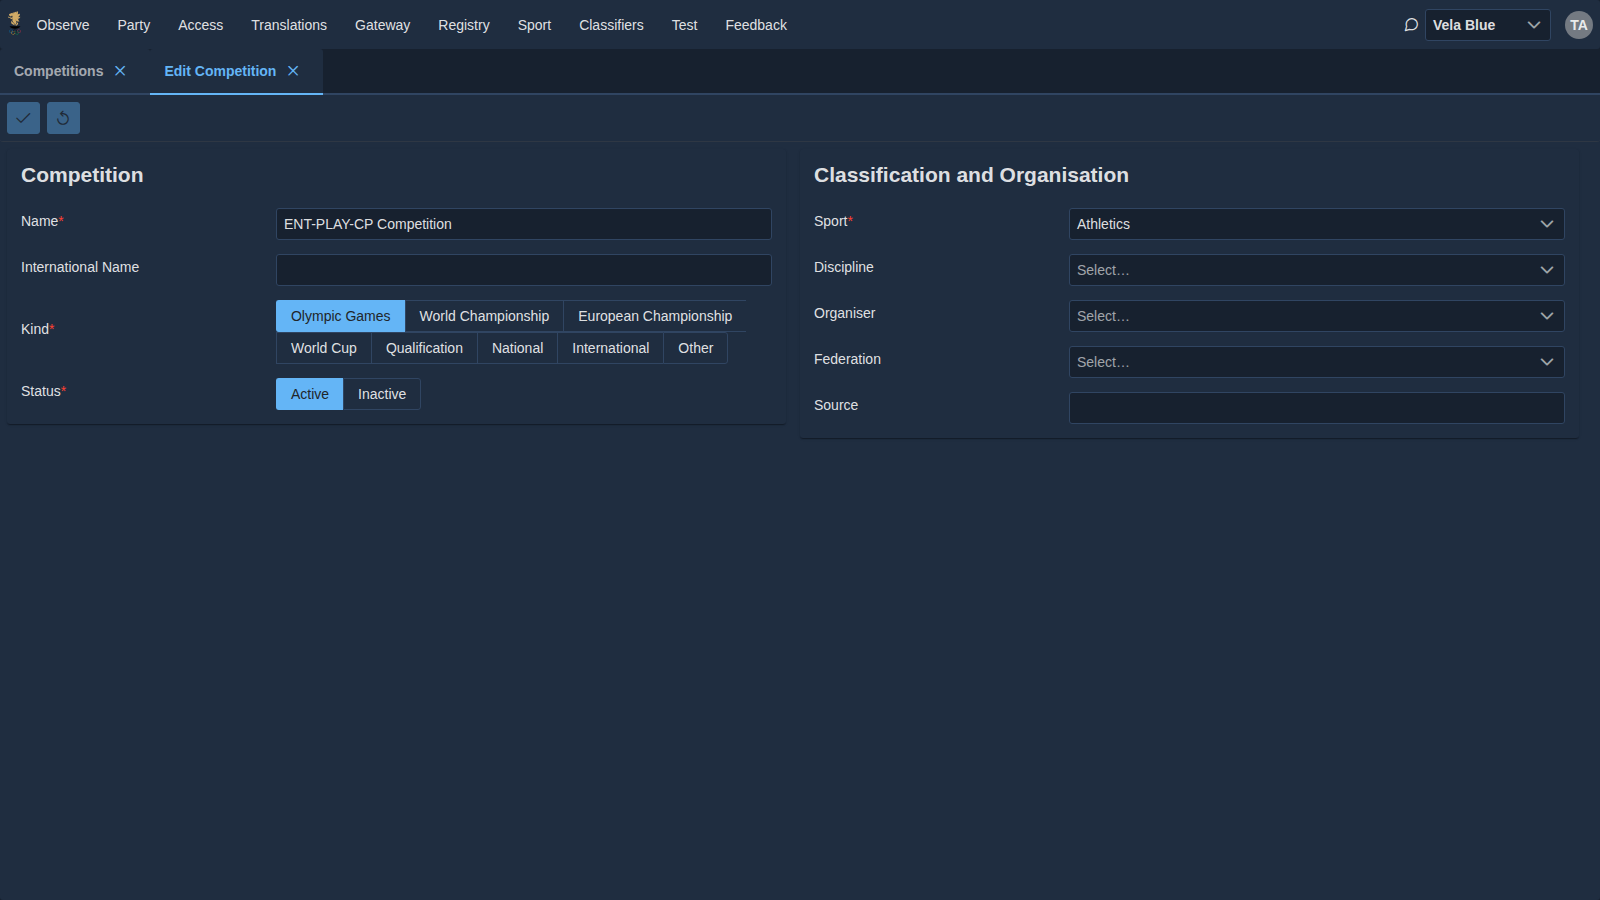 Observe Party Access Translations Gateway Registry Sport Classifiers Test Feedback Vela Blue TA
Competitions Edit Competition
Competition
Name* ENT-PLAY-CP Competition
International Name
Kind* Olympic Games World Championship European Championship
World Cup Qualification National International Other
Status* Active Inactive
Classification and Organisation
Sport* Athletics
Discipline Select...
Organiser Select...
Federation Select...
Source